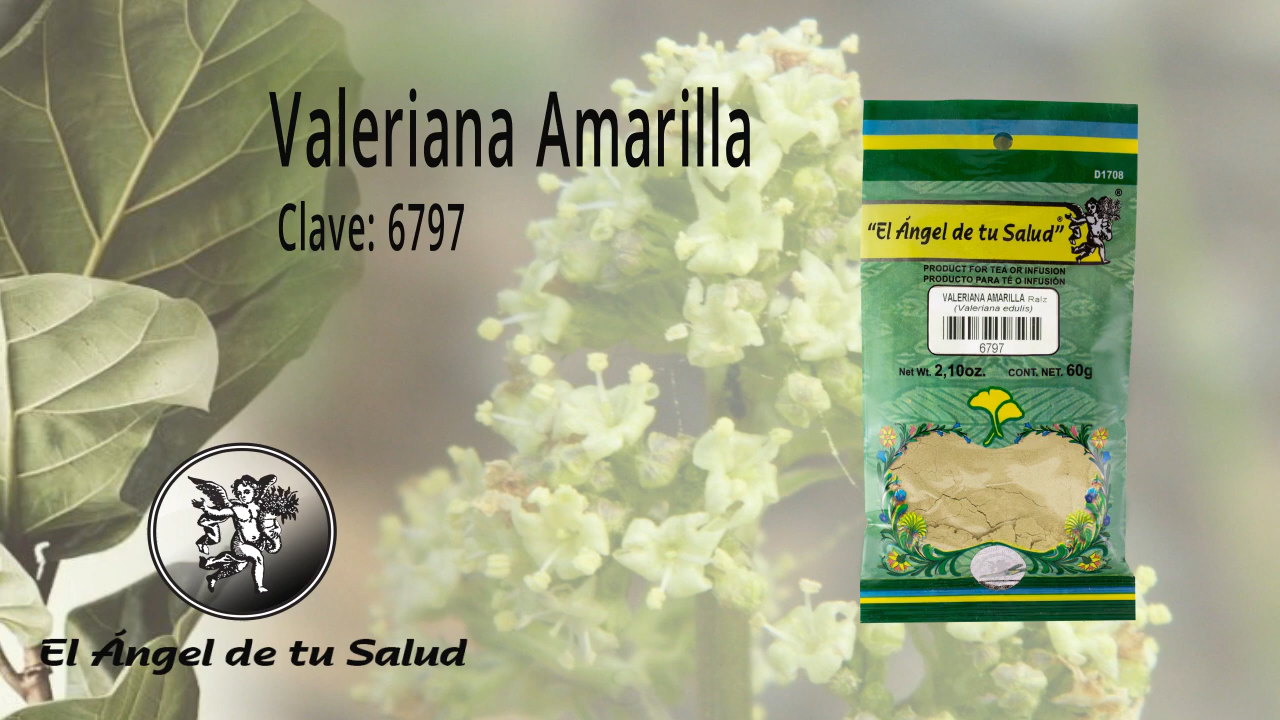 Valeriana Amarilla
Clave: 6797
El Ángel de tu Salud
D1708
®
"El Ángel de tu Salud"®
PRODUCT FOR TEA OR INFUSION
PRODUCTO PARA TÉ O INFUSIÓN
VALERIANA AMARILLA Raíz
(Valeriana edulis)
6797
Net Wt. 2,10oz. CONT. NET. 60g